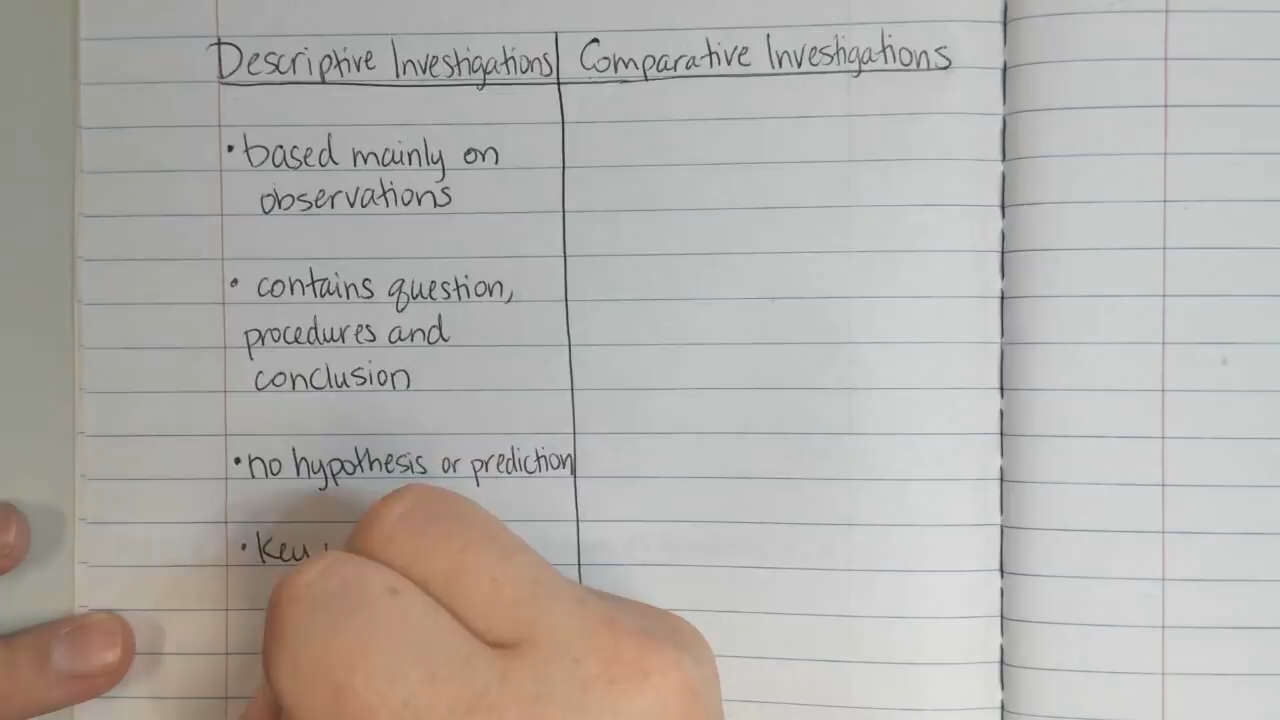 Descriptive Investigations
Comparative Investigations
•based mainly on
observations
• contains question,
procedures and
conclusion
•no hypothesis or prediction
•